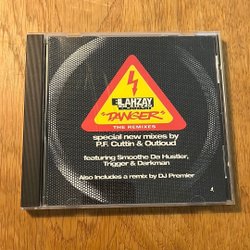 BLAHZAY
BLAHZAY
"DANGER"
THE REMIXES
special new mixes by
P.F. Cuttin & Outloud
featuring Smoothe Da Hustler,
Trigger & Darkman
Also Includes a remix by DJ Premier